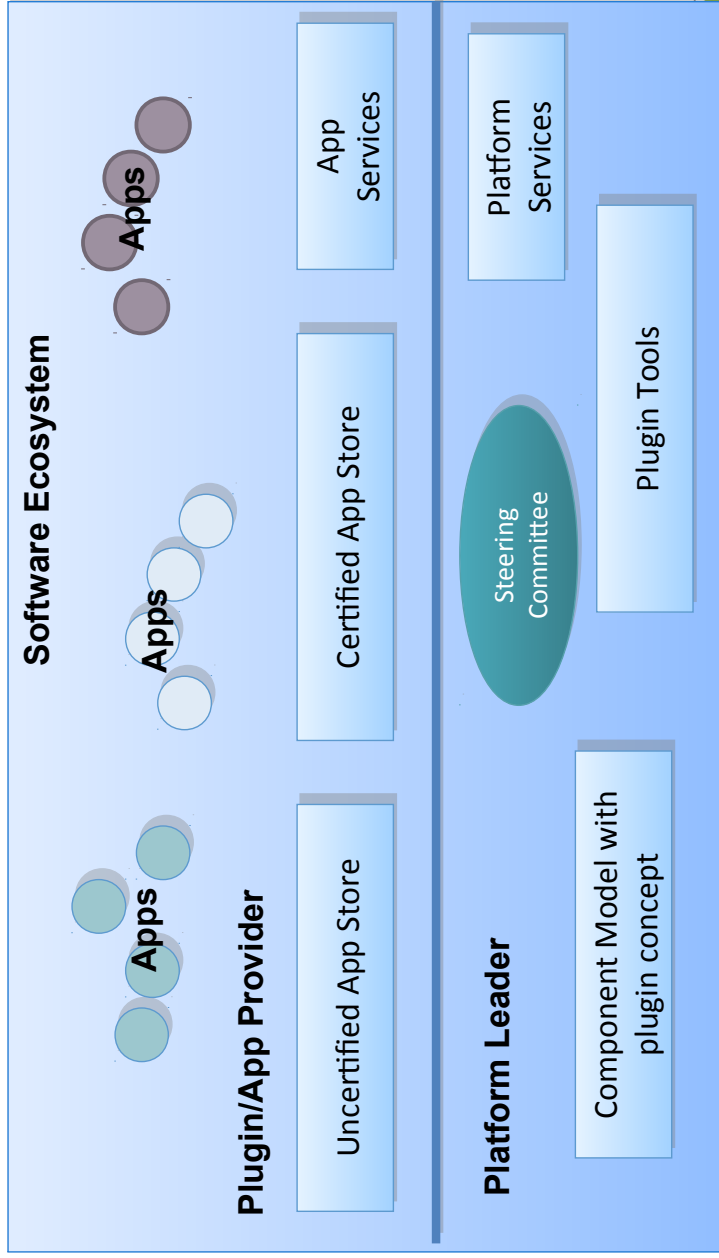 Software Ecosystem
Apps
Apps
Apps
Plugin/App Provider
Uncertified App Store
Certified App Store
App
Services
Platform Leader
Steering
Committee
Platform
Services
Component Model with
plugin concept
Plugin Tools